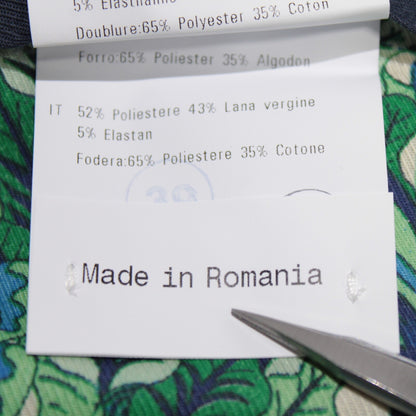 5% Elasthanne
Doublure:65% Polyester 35% Coton
Forro:65% Poliester 35% Algodon
IT 52% Poliestere 43% Lana vergine
5% Elastan
Fodera:65% Poliestere 35% Cotone
38
Made in Romania